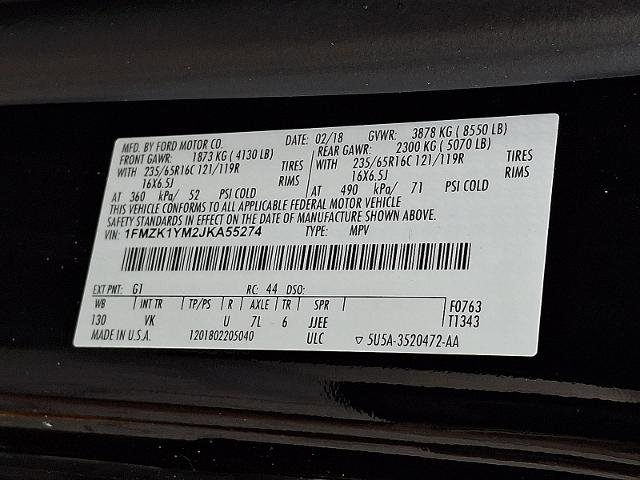 MFD. BY FORD MOTOR CO. DATE: 02/18 GVWR: 3878 KG ( 8550 LB)
FRONT GAWR: 1873 KG ( 4130 LB) REAR GAWR: 2300 KG ( 5070 LB)
WITH 235/65R16C 121/119R TIRES WITH 235/65R16C 121/119R TIRES
16X6.5J RIMS 16X6.5J RIMS
AT 360 kPa/ 52 PSI COLD AT 490 kPa/ 71 PSI COLD
THIS VEHICLE CONFORMS TO ALL APPLICABLE FEDERAL MOTOR VEHICLE
SAFETY STANDARDS IN EFFECT ON THE DATE OF MANUFACTURE SHOWN ABOVE.
VIN: 1FMZK1YM2JKA55274 TYPE: MPV
EXT PNT: G1 RC: 44 DSO:
WB INT TR TP/PS R AXLE TR SPR F0763
130 VK U 7L 6 JJEE T1343
MADE IN U.S.A. 1201802205040 ULC ▽ 5U5A-3520472-AA